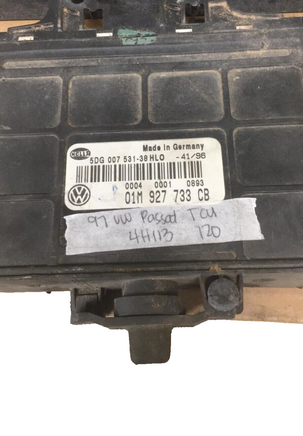 HELLA
Made in Germany
5DG 007 531-38 HLO -41/96
0004 0001 0893
01M 927 733 CB
97 VW Passat TCU
4H113 120